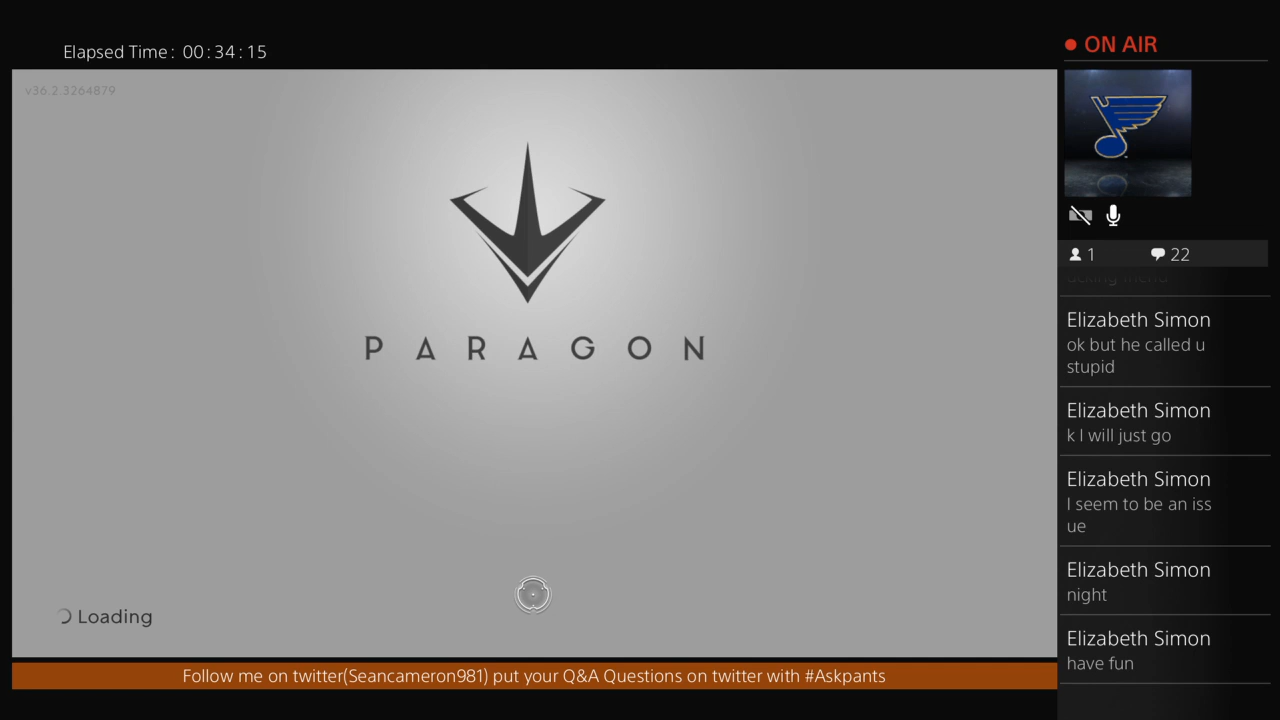 Elapsed Time: 00:34:15
ON AIR
v36.2.3264879
PARAGON
Loading
1 22
Elizabeth Simon
ok but he called u
stupid
Elizabeth Simon
k I will just go
Elizabeth Simon
I seem to be an iss
ue
Elizabeth Simon
night
Elizabeth Simon
have fun
Follow me on twitter(Seancameron981) put your Q&A Questions on twitter with #Askpants